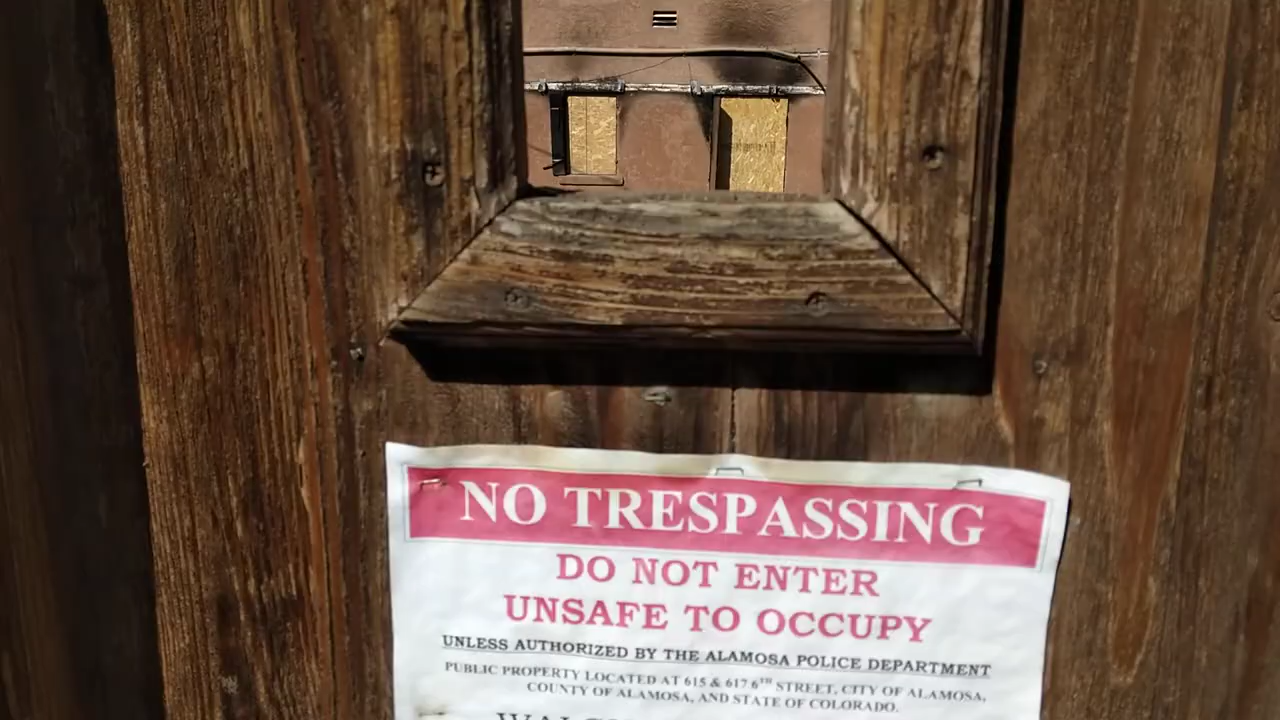 NO TRESPASSING
DO NOT ENTER
UNSAFE TO OCCUPY
UNLESS AUTHORIZED BY THE ALAMOSA POLICE DEPARTMENT
PUBLIC PROPERTY LOCATED AT 615 & 617 6TH STREET, CITY OF ALAMOSA,
COUNTY OF ALAMOSA, AND STATE OF COLORADO.